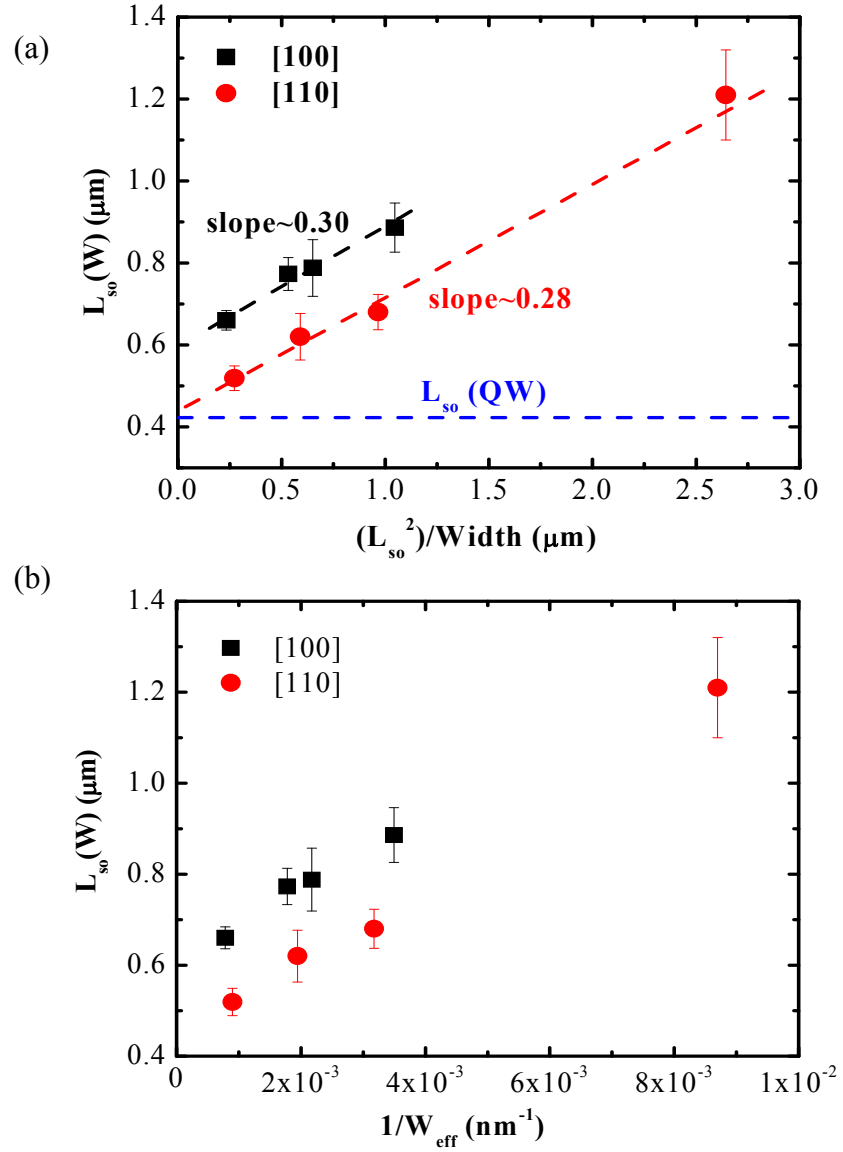 (a)
[100]
[110]
slope~0.30
slope~0.28
L_so (QW)
L_so(W) (μm)
1.4
1.2
1.0
0.8
0.6
0.4
0.0 0.5 1.0 1.5 2.0 2.5 3.0
(L_so^2)/Width (μm)
(b)
[100]
[110]
L_so(W) (μm)
1.4
1.2
1.0
0.8
0.6
0.4
0 2x10^-3 4x10^-3 6x10^-3 8x10^-3 1x10^-2
1/W_eff (nm^-1)